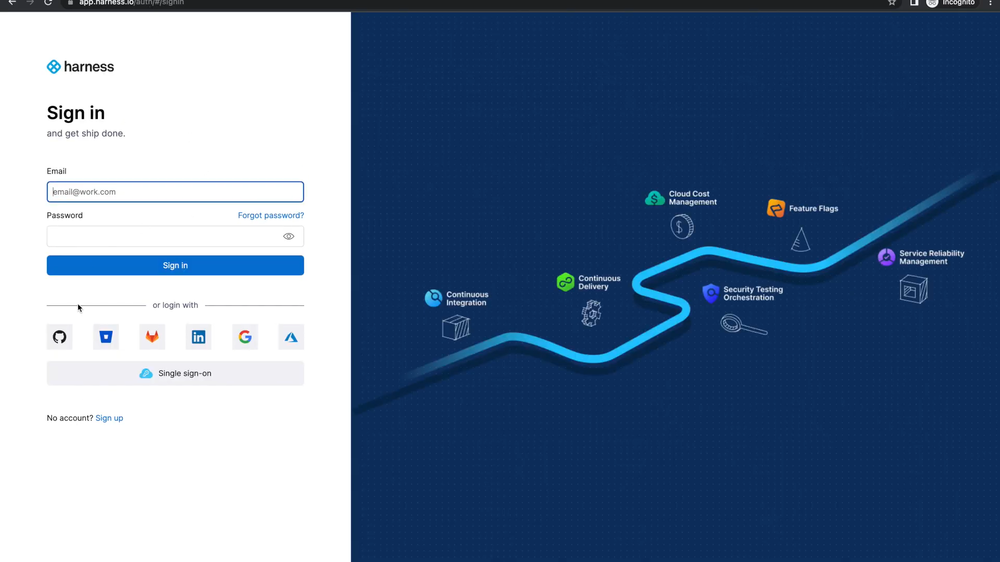 app.harness.io/auth/#/signin
Incognito
harness
Sign in
and get ship done.
Email
email@work.com
Password
Forgot password?
Sign in
or login with
Single sign-on
No account? Sign up
Cloud Cost
Management
Feature Flags
Service Reliability
Management
Continuous
Delivery
Security Testing
Orchestration
Continuous
Integration